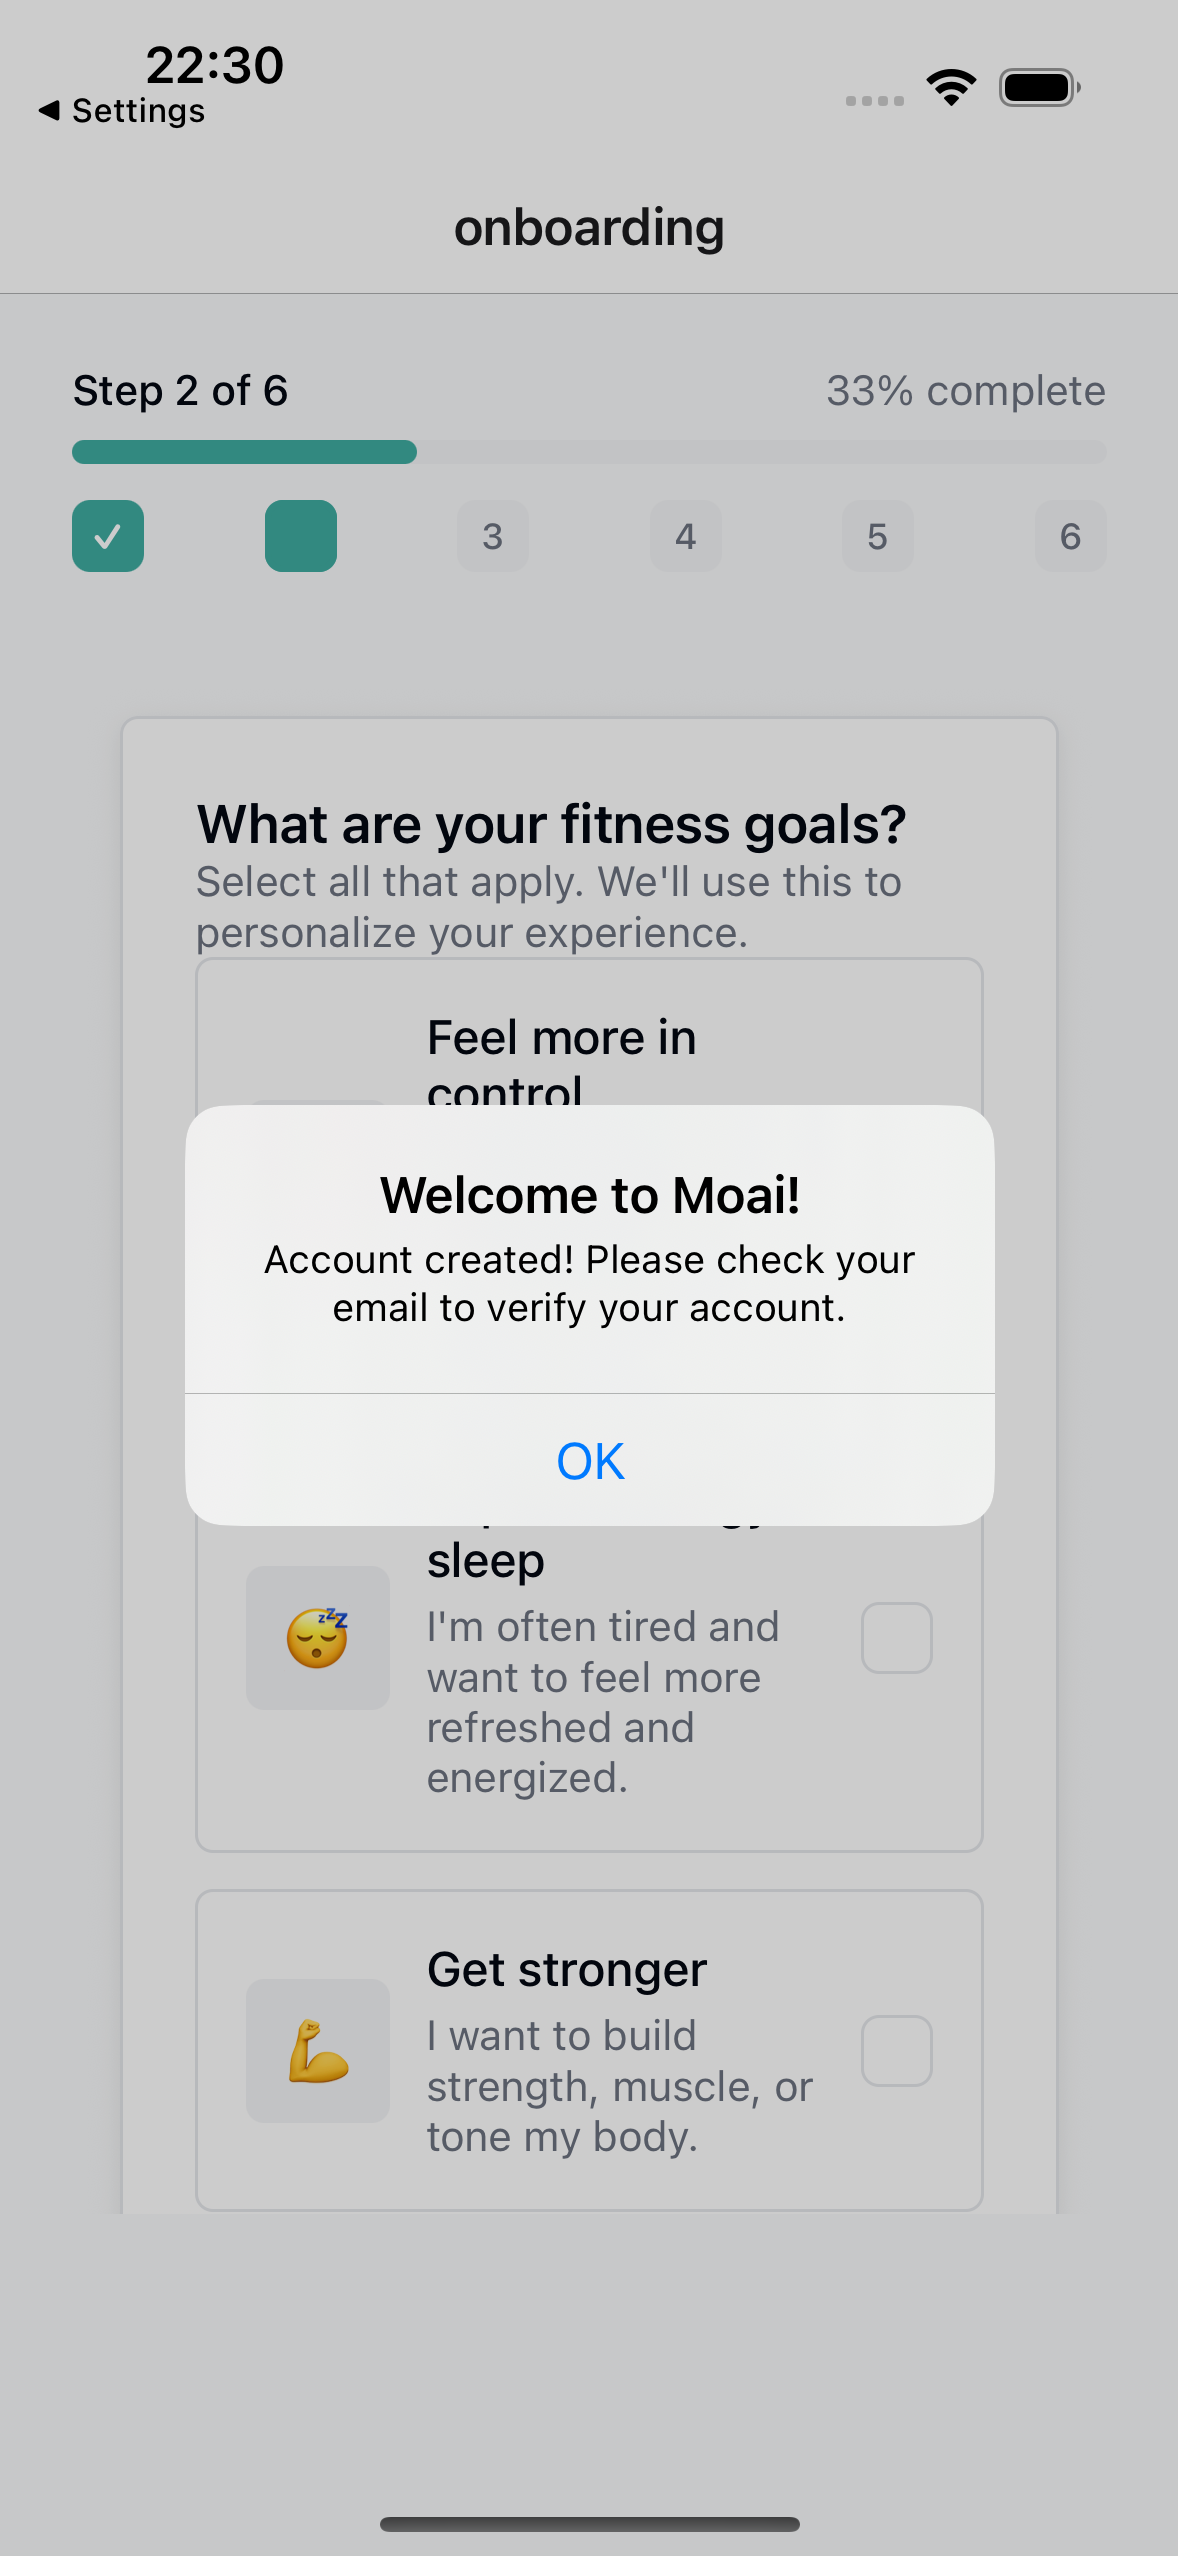 22:30
◀ Settings
onboarding
Step 2 of 6
33% complete
3
4
5
6
What are your fitness goals?
Select all that apply. We'll use this to
personalize your experience.
Feel more in
control
Welcome to Moai!
Account created! Please check your
email to verify your account.
OK
sleep
I'm often tired and
want to feel more
refreshed and
energized.
Get stronger
I want to build
strength, muscle, or
tone my body.